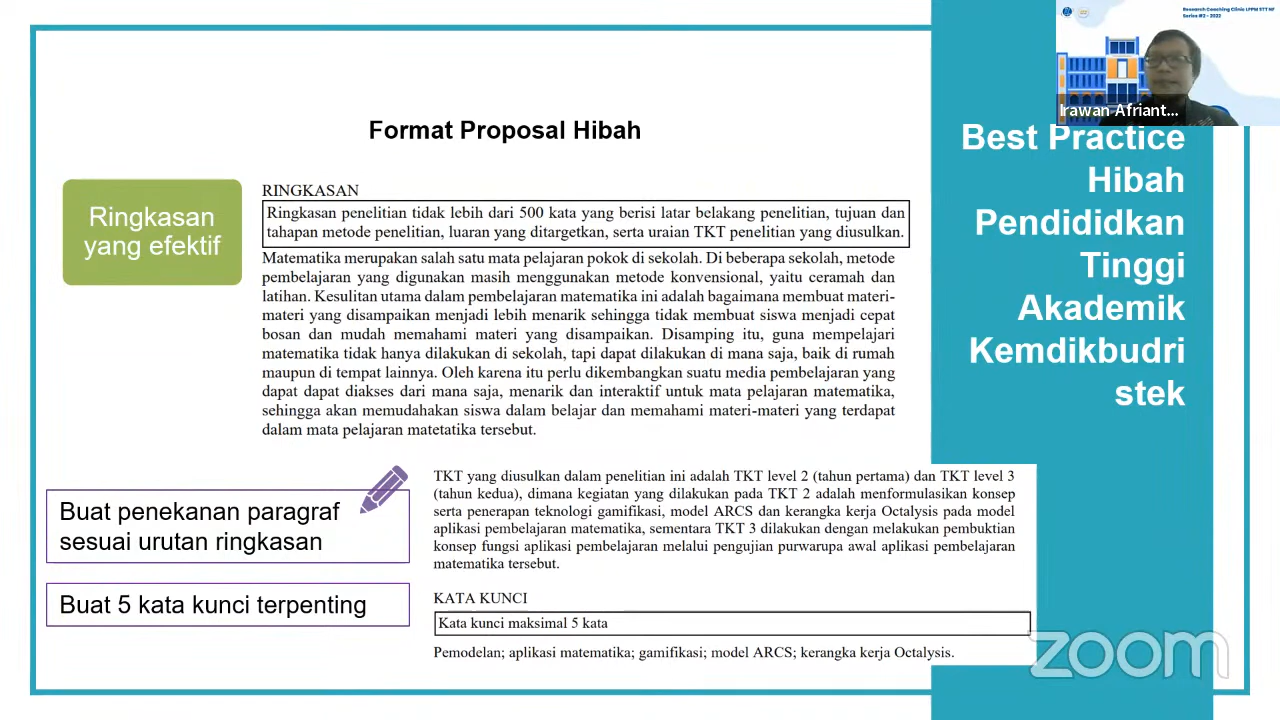 Research Coaching Clinic LPPM STT NF
Series #2 - 2022
Irawan Afriant...
Best Practice
Hibah
Pendididkan
Tinggi
Akademik
Kemdikbudri
stek
Format Proposal Hibah
Ringkasan
yang efektif
RINGKASAN
Ringkasan penelitian tidak lebih dari 500 kata yang berisi latar belakang penelitian, tujuan dan
tahapan metode penelitian, luaran yang ditargetkan, serta uraian TKT penelitian yang diusulkan.
Matematika merupakan salah satu mata pelajaran pokok di sekolah. Di beberapa sekolah, metode
pembelajaran yang digunakan masih menggunakan metode konvensional, yaitu ceramah dan
latihan. Kesulitan utama dalam pembelajaran matematika ini adalah bagaimana membuat materi-
materi yang disampaikan menjadi lebih menarik sehingga tidak membuat siswa menjadi cepat
bosan dan mudah memahami materi yang disampaikan. Disamping itu, guna mempelajari
matematika tidak hanya dilakukan di sekolah, tapi dapat dilakukan di mana saja, baik di rumah
maupun di tempat lainnya. Oleh karena itu perlu dikembangkan suatu media pembelajaran yang
dapat dapat diakses dari mana saja, menarik dan interaktif untuk mata pelajaran matematika,
sehingga akan memudahakan siswa dalam belajar dan memahami materi-materi yang terdapat
dalam mata pelajaran matetatika tersebut.
Buat penekanan paragraf
sesuai urutan ringkasan
Buat 5 kata kunci terpenting
TKT yang diusulkan dalam penelitian ini adalah TKT level 2 (tahun pertama) dan TKT level 3
(tahun kedua), dimana kegiatan yang dilakukan pada TKT 2 adalah menformulasikan konsep
serta penerapan teknologi gamifikasi, model ARCS dan kerangka kerja Octalysis pada model
aplikasi pembelajaran matematika, sementara TKT 3 dilakukan dengan melakukan pembuktian
konsep fungsi aplikasi pembelajaran melalui pengujian purwarupa awal aplikasi pembelajaran
matematika tersebut.
KATA KUNCI
Kata kunci maksimal 5 kata
Pemodelan; aplikasi matematika; gamifikasi; model ARCS; kerangka kerja Octalysis.
zoom